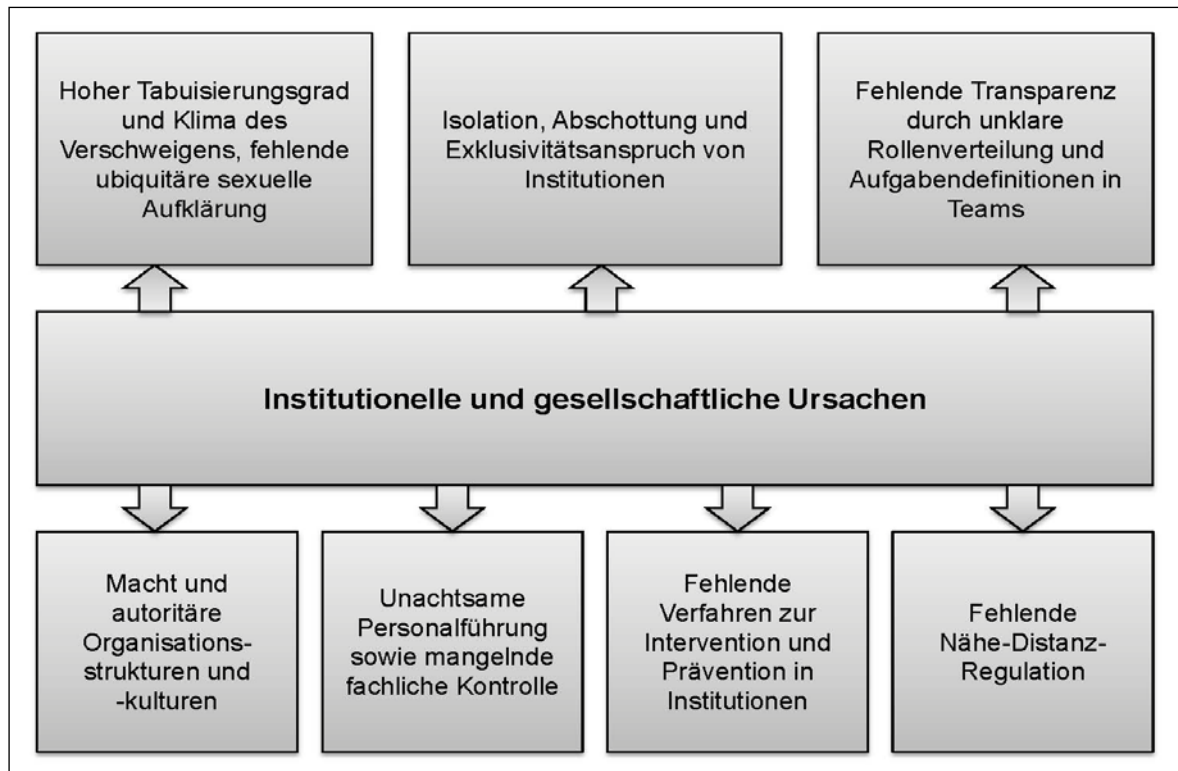 Hoher Tabuisierungsgrad
und Klima des
Verschweigens, fehlende
ubiquitäre sexuelle
Aufklärung
Isolation, Abschottung und
Exklusivitätsanspruch von
Institutionen
Fehlende Transparenz
durch unklare
Rollenverteilung und
Aufgabendefinitionen in
Teams
Institutionelle und gesellschaftliche Ursachen
Macht und
autoritäre
Organisations-
strukturen und
-kulturen
Unachtsame
Personalführung
sowie mangelnde
fachliche Kontrolle
Fehlende
Verfahren zur
Intervention und
Prävention in
Institutionen
Fehlende
Nähe-Distanz-
Regulation